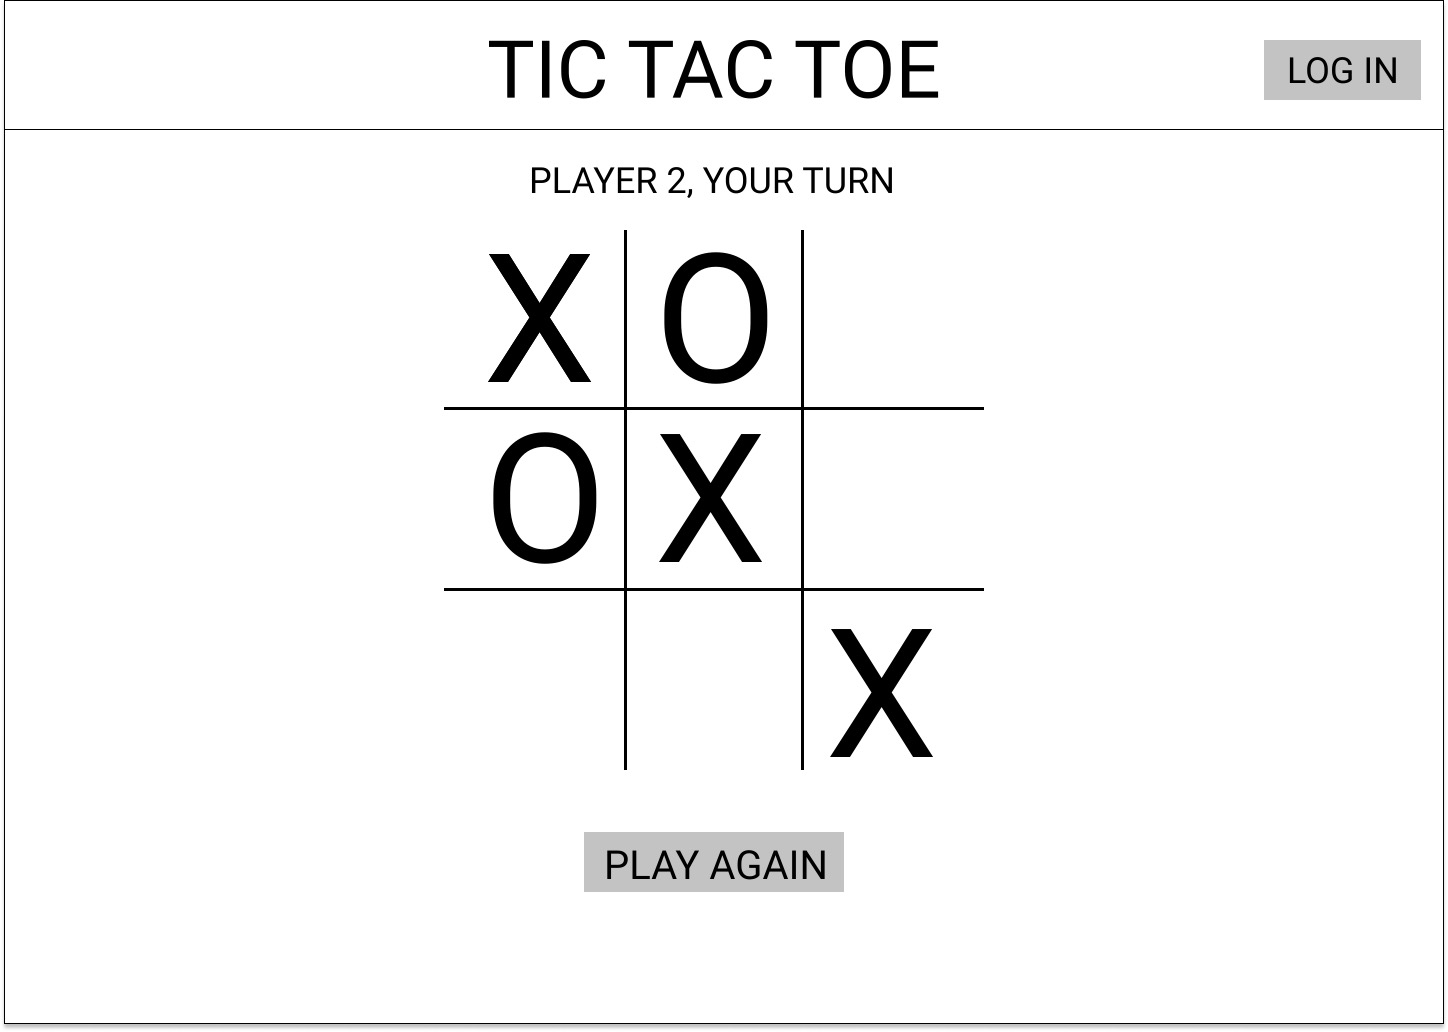 TIC TAC TOE
LOG IN
PLAYER 2, YOUR TURN
X O
O X
X
PLAY AGAIN